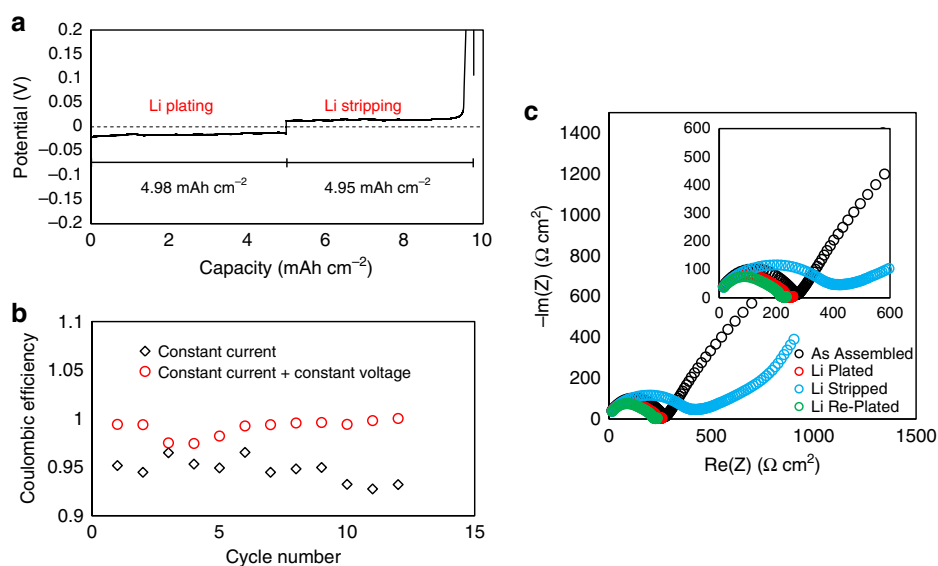 a
0.2
0.15
0.1
0.05
0
−0.05
−0.1
−0.15
−0.2
Potential (V)
Li plating
Li stripping
4.98 mAh cm⁻²
4.95 mAh cm⁻²
0 2 4 6 8 10
Capacity (mAh cm⁻²)
b
1.1
1.05
1
0.95
0.9
Coulombic efficiency
Constant current
Constant current + constant voltage
0 5 10 15
Cycle number
c
1400
1200
1000
800
600
400
200
0
−Im(Z) (Ω cm²)
600
500
400
300
200
100
0
0 200 400 600
As Assembled
Li Plated
Li Stripped
Li Re-Plated
0 500 1000 1500
Re(Z) (Ω cm²)